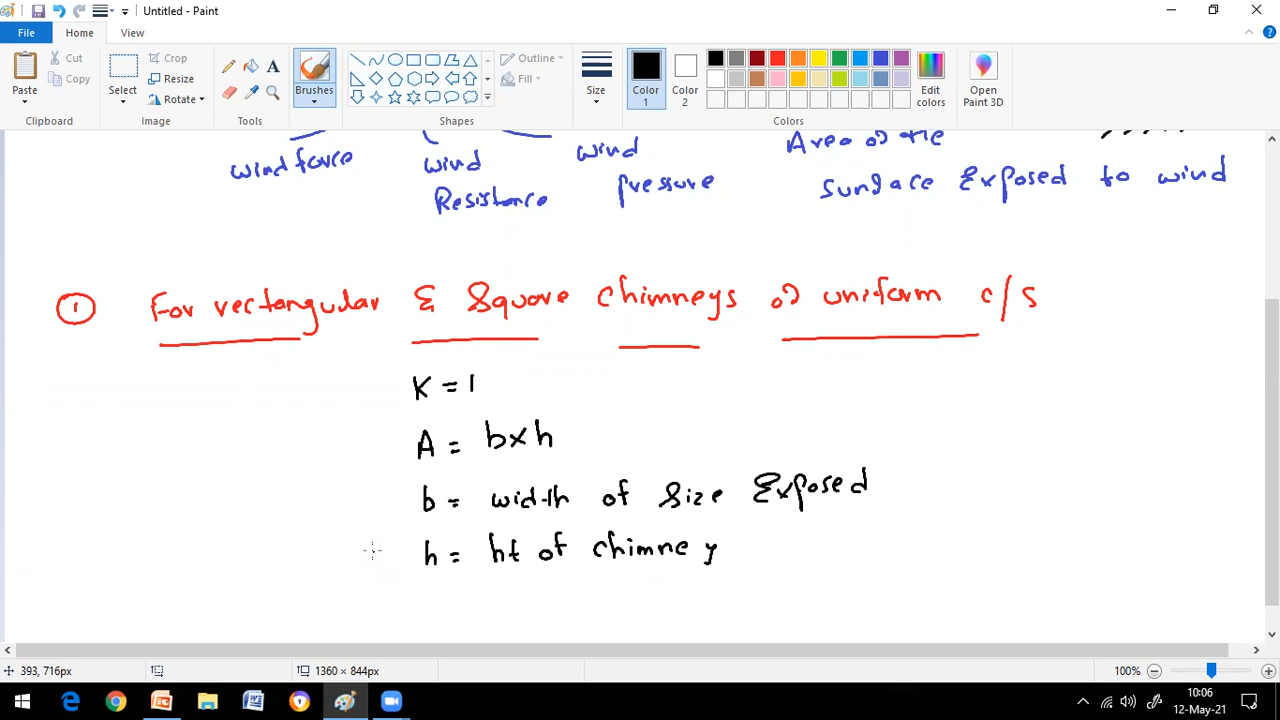 Untitled - Paint
File Home View
Cut
Copy
Paste
Clipboard
Crop
Resize
Rotate
Select
Image
Tools
Brushes
Outline
Fill
Shapes
Size
Color 1
Color 2
Edit colors
Open Paint 3D
Colors
wind force
wind Resistance
wind pressure
Area of the surface Exposed to wind
① For rectangular & Square chimneys of uniform c/s
K = 1
A = b×h
b = width of Size Exposed
h = ht of chimney
393, 716px
1360 × 844px
100%
10:06
12-May-21